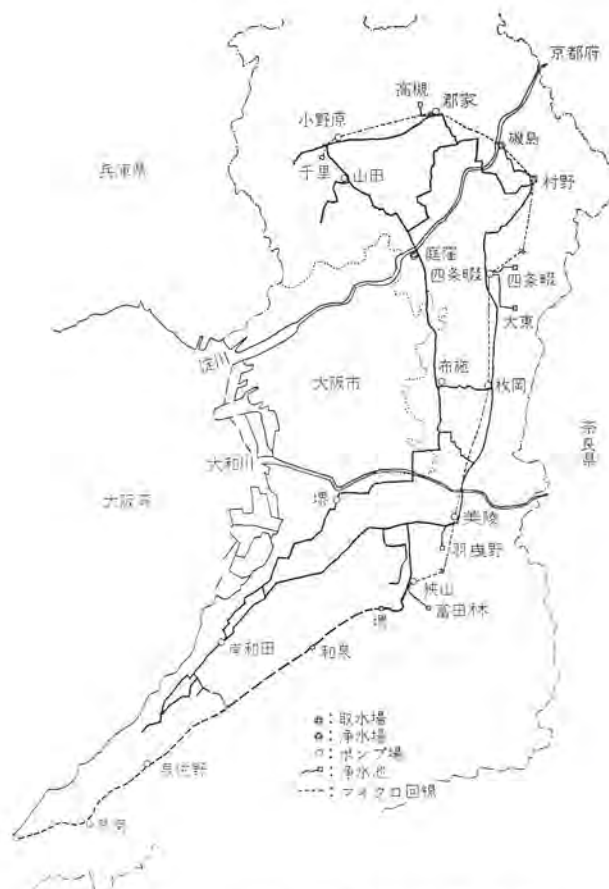 京都府
高槻
郡家
小野原
磯島
千里
山田
村野
兵庫県
庭窪
四条畷
四条畷
大東
淀川
大阪市
布施
枚岡
奈良県
大和川
大阪湾
堺
美陵
羽曳野
狭山
富田林
堺
和泉
岸和田
泉佐野
：取水場
：浄水場
：ポンプ場
：浄水池
：マイクロ回線